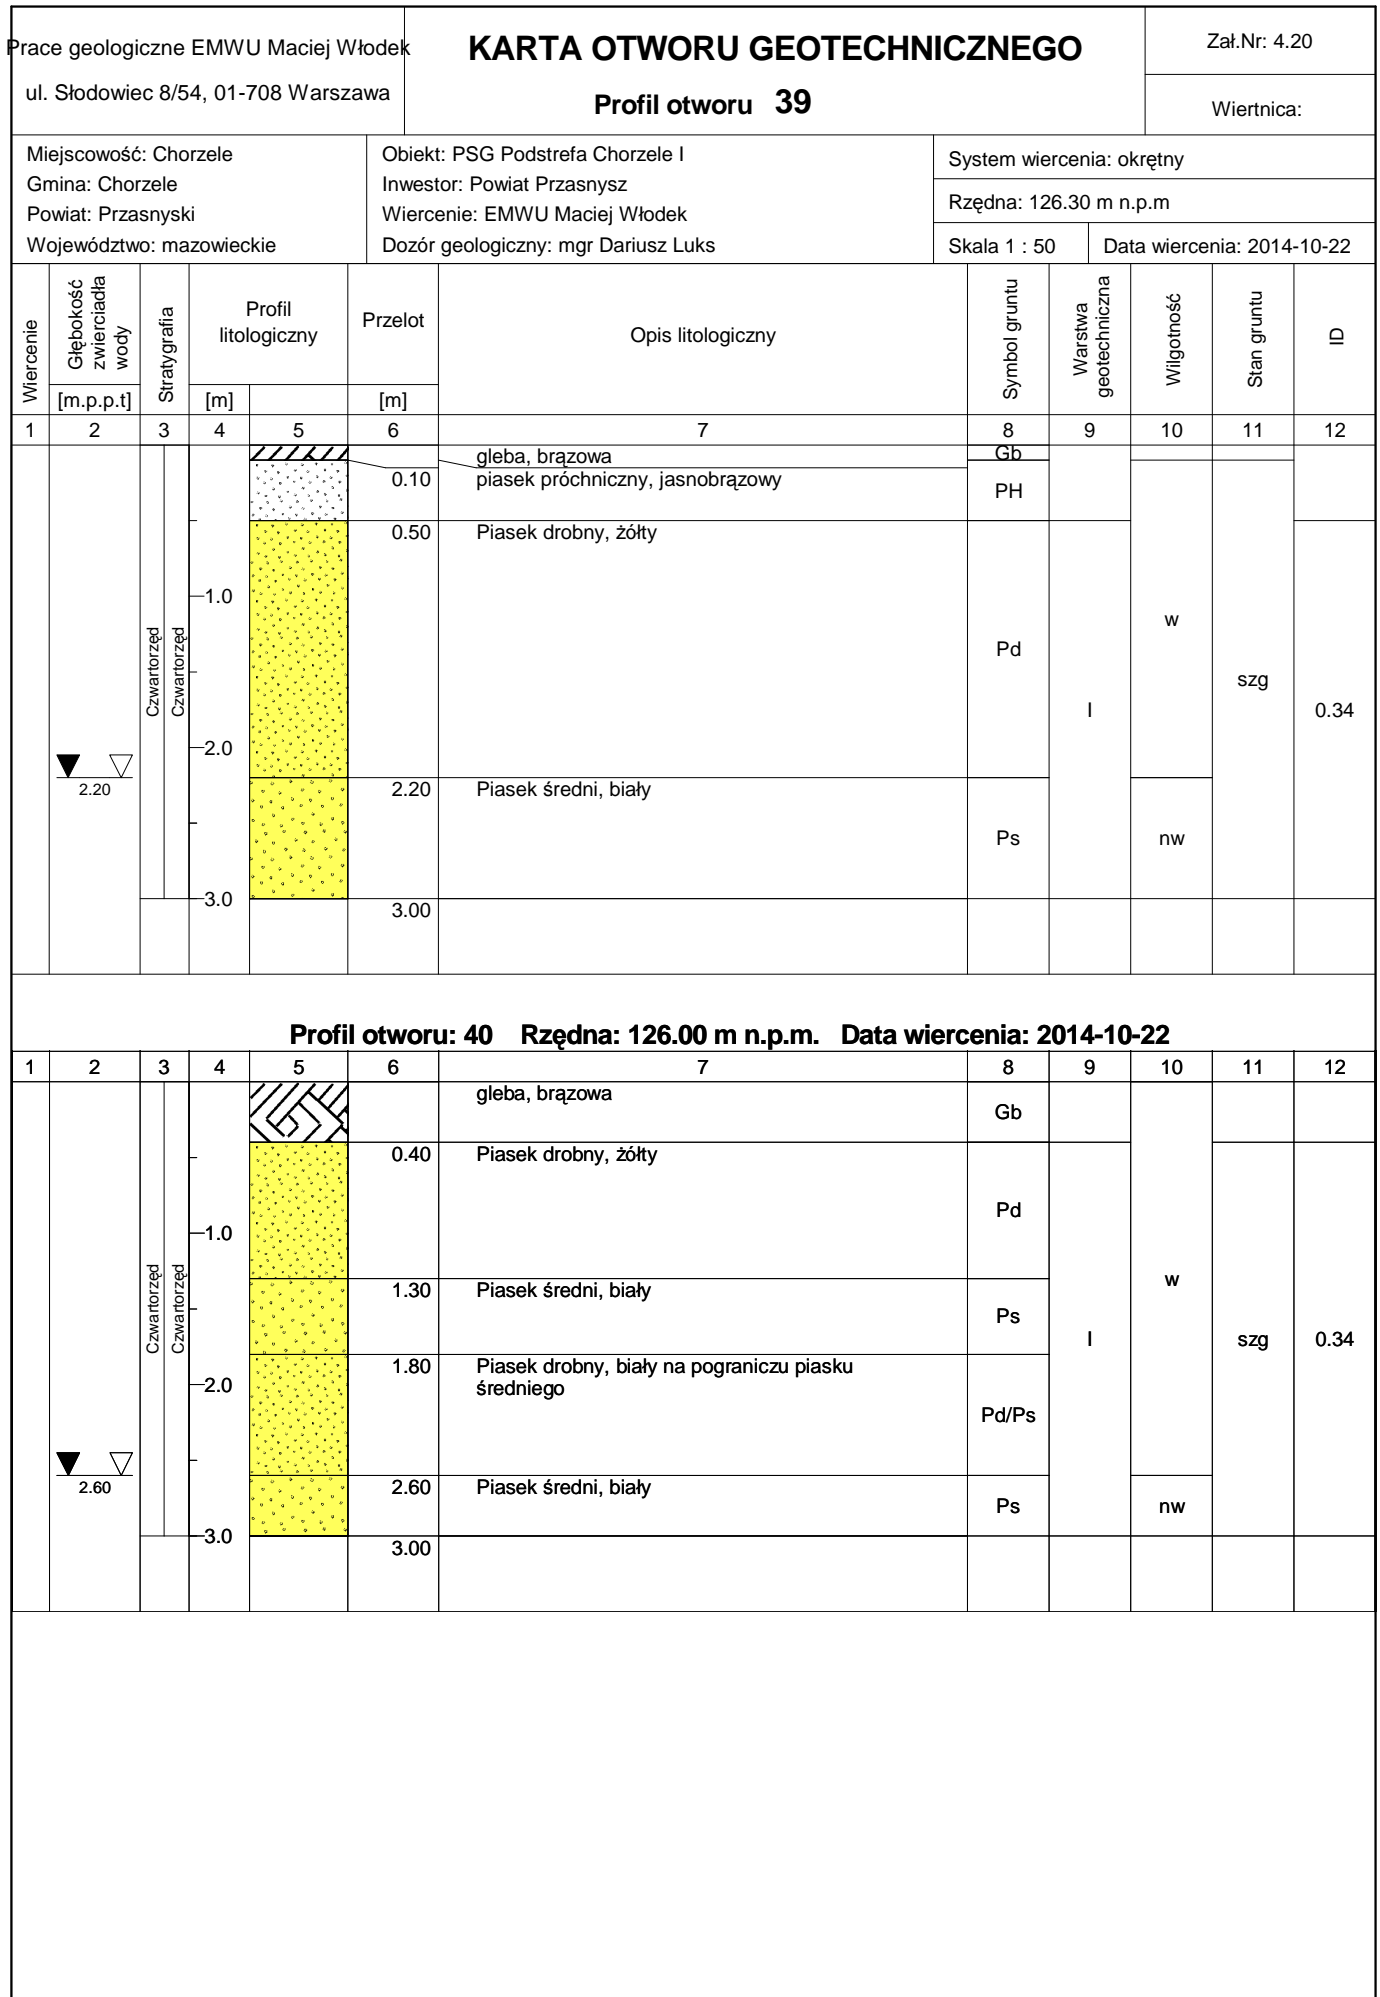 Prace geologiczne EMWU Maciej Włodek
ul. Słodowiec 8/54, 01-708 Warszawa
KARTA OTWORU GEOTECHNICZNEGO
Profil otworu 39
Zał.Nr: 4.20
Wiertnica:
Miejscowość: Chorzele
Gmina: Chorzele
Powiat: Przasnyski
Województwo: mazowieckie
Obiekt: PSG Podstrefa Chorzele I
Inwestor: Powiat Przasnysz
Wiercenie: EMWU Maciej Włodek
Dozór geologiczny: mgr Dariusz Luks
System wiercenia: okrętny
Rzędna: 126.30 m n.p.m
Skala 1 : 50
Data wiercenia: 2014-10-22
Wiercenie
Głębokość
zwierciadła
wody
[m.p.p.t]
Stratygrafia
Profil
litologiczny
[m]
Przelot
[m]
Opis litologiczny
Symbol gruntu
Warstwa
geotechniczna
Wilgotność
Stan gruntu
ID
1 2 3 4 5 6 7 8 9 10 11 12
gleba, brązowa
Gb
0.10 piasek próchniczny, jasnobrązowy
PH
0.50 Piasek drobny, żółty
1.0
w
Pd
Czwartorzęd
Czwartorzęd
szg
I
0.34
2.0
2.20
2.20 Piasek średni, biały
Ps
nw
3.0
3.00
Profil otworu: 40 Rzędna: 126.00 m n.p.m. Data wiercenia: 2014-10-22
1 2 3 4 5 6 7 8 9 10 11 12
gleba, brązowa
Gb
0.40 Piasek drobny, żółty
Pd
1.0
w
1.30 Piasek średni, biały
Ps
Czwartorzęd
Czwartorzęd
I
szg
0.34
1.80 Piasek drobny, biały na pograniczu piasku
średniego
2.0
Pd/Ps
2.60
2.60 Piasek średni, biały
Ps
nw
3.0
3.00